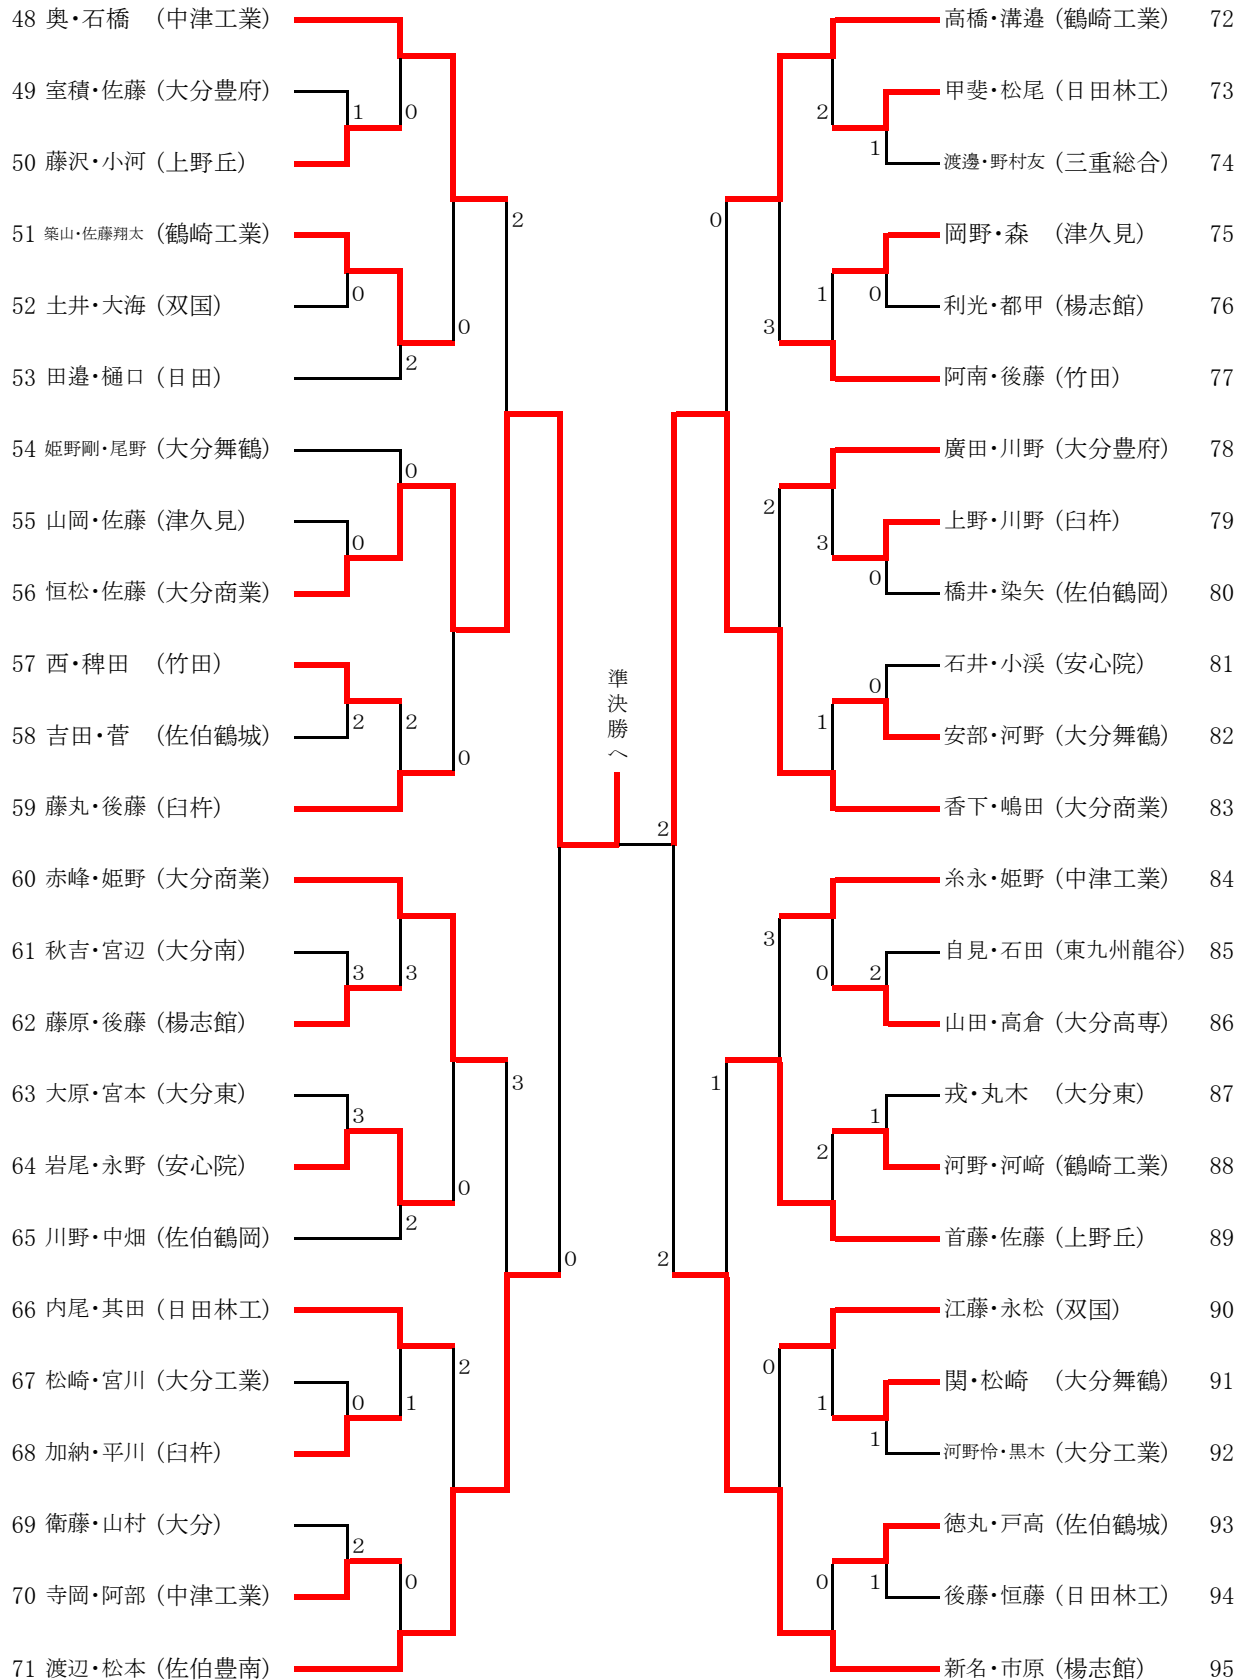 48 奥・石橋 (中津工業)
49 室積・佐藤 (大分豊府)
1 0
50 藤沢・小河 (上野丘)
51 築山・佐藤翔太 (鶴崎工業)
2
0
52 土井・大海 (双国)
0
2
53 田邉・樋口 (日田)
54 姫野剛・尾野 (大分舞鶴)
0
55 山岡・佐藤 (津久見)
0
56 恒松・佐藤 (大分商業)
57 西・稗田 (竹田)
2 2
58 吉田・菅 (佐伯鶴城)
0
59 藤丸・後藤 (臼杵)
60 赤峰・姫野 (大分商業)
61 秋吉・宮辺 (大分南)
3 3
62 藤原・後藤 (楊志館)
3
63 大原・宮本 (大分東)
3
64 岩尾・永野 (安心院)
0
2
65 川野・中畑 (佐伯鶴岡)
0
66 内尾・其田 (日田林工)
2
67 松崎・宮川 (大分工業)
0 1
68 加納・平川 (臼杵)
69 衛藤・山村 (大分)
2
0
70 寺岡・阿部 (中津工業)
71 渡辺・松本 (佐伯豊南)
準決勝へ
2
高橋・溝邉 (鶴崎工業) 72
甲斐・松尾 (日田林工) 73
2
1
渡邊・野村友 (三重総合) 74
0
岡野・森 (津久見) 75
1 0
利光・都甲 (楊志館) 76
3
阿南・後藤 (竹田) 77
廣田・川野 (大分豊府) 78
2
上野・川野 (臼杵) 79
3
0
橋井・染矢 (佐伯鶴岡) 80
石井・小渓 (安心院) 81
0
1
安部・河野 (大分舞鶴) 82
香下・嶋田 (大分商業) 83
糸永・姫野 (中津工業) 84
3
自見・石田 (東九州龍谷) 85
0 2
山田・高倉 (大分高専) 86
1
戎・丸木 (大分東) 87
1
2
河野・河﨑 (鶴崎工業) 88
首藤・佐藤 (上野丘) 89
2
江藤・永松 (双国) 90
0
関・松崎 (大分舞鶴) 91
1
1
河野怜・黒木 (大分工業) 92
徳丸・戸高 (佐伯鶴城) 93
0 1
後藤・恒藤 (日田林工) 94
新名・市原 (楊志館) 95